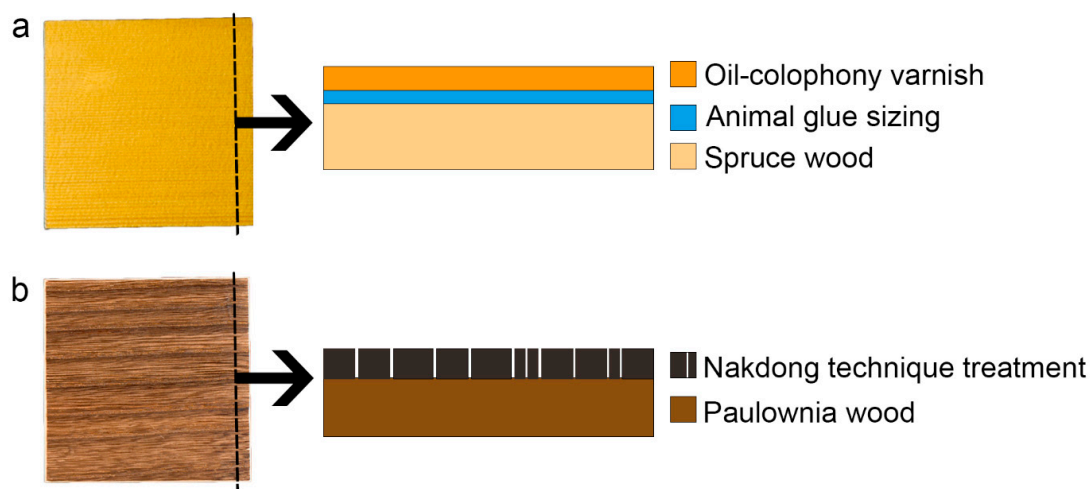 a
Oil-colophony varnish
Animal glue sizing
Spruce wood
b
Nakdong technique treatment
Paulownia wood